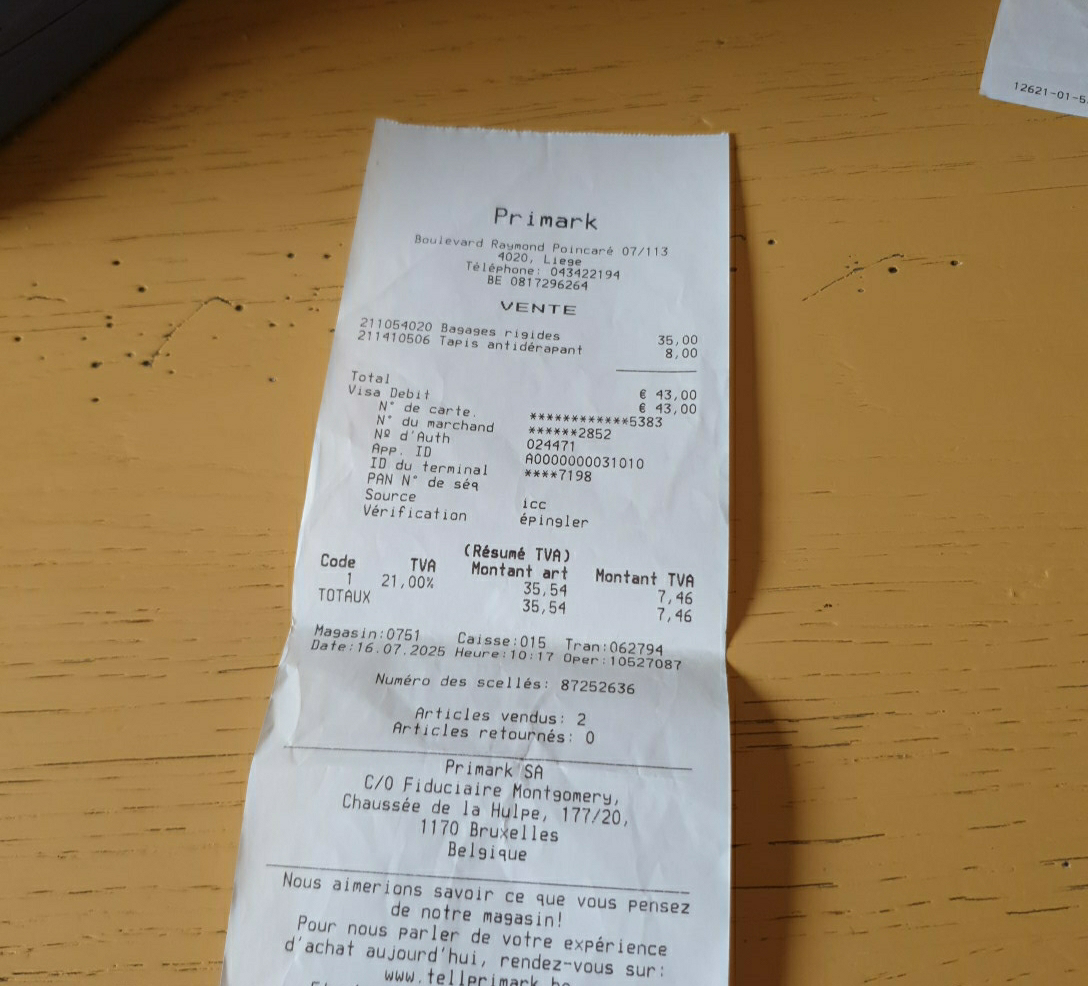 12621-01-5
Primark
Boulevard Raymond Poincaré 07/113
4020, Liege
Téléphone: 043422194
BE 0817296264
VENTE
211054020 Bagages rigides 35,00
211410506 Tapis antidérapant 8,00
Total € 43,00
Visa Debit € 43,00
N° de carte. ************5383
N° du marchand ******2852
Nº d'Auth 024471
App. ID A0000000031010
ID du terminal ****7198
PAN N° de séq
Source icc
Vérification épingler
(Résumé TVA)
Code TVA Montant art Montant TVA
1 21,00% 35,54 7,46
TOTAUX 35,54 7,46
Magasin:0751 Caisse:015 Tran:062794
Date:16.07.2025 Heure:10:17 Oper:10527087
Numéro des scellés: 87252636
Articles vendus: 2
Articles retournés: 0
Primark SA
C/O Fiduciaire Montgomery,
Chaussée de la Hulpe, 177/20,
1170 Bruxelles
Belgique
Nous aimerions savoir ce que vous pensez
de notre magasin!
Pour nous parler de votre expérience
d'achat aujourd'hui, rendez-vous sur:
www.tellprimark.be